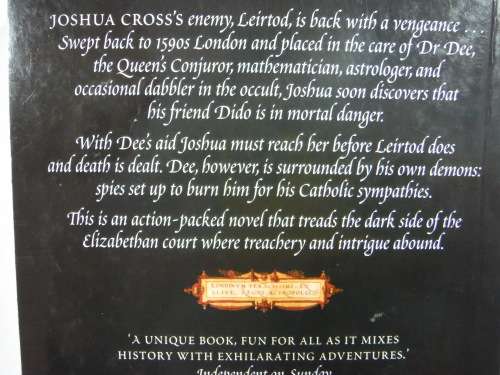 JOSHUA CROSS'S enemy, Leirtod, is back with a vengeance . . .
Swept back to 1590s London and placed in the care of Dr Dee,
the Queen's Conjuror, mathematician, astrologer, and
occasional dabbler in the occult, Joshua soon discovers that
his friend Dido is in mortal danger.
With Dee's aid Joshua must reach her before Leirtod does
and death is dealt. Dee, however, is surrounded by his own demons:
spies set up to burn him for his Catholic sympathies.
This is an action-packed novel that treads the dark side of the
Elizabethan court where treachery and intrigue abound.
'A UNIQUE BOOK, FUN FOR ALL AS IT MIXES
HISTORY WITH EXHILARATING ADVENTURES.'
Independent on Sunday